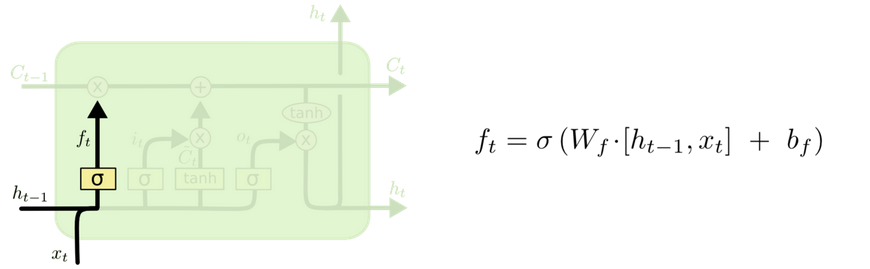 h_t
C_{t-1} C_t
× +
tanh
f_t i_t × o_t ×
C̃_t
σ σ tanh σ
h_{t-1} h_t
x_t
f_t = σ (W_f · [h_{t-1}, x_t] + b_f)